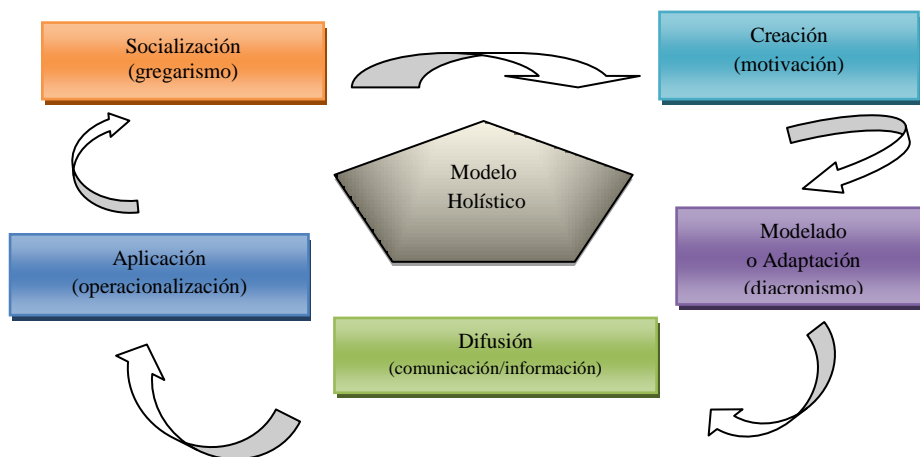 Socialización
(gregarismo)
Creación
(motivación)
Modelo
Holístico
Modelado
o Adaptación
(diacronismo)
Aplicación
(operacionalización)
Difusión
(comunicación/información)